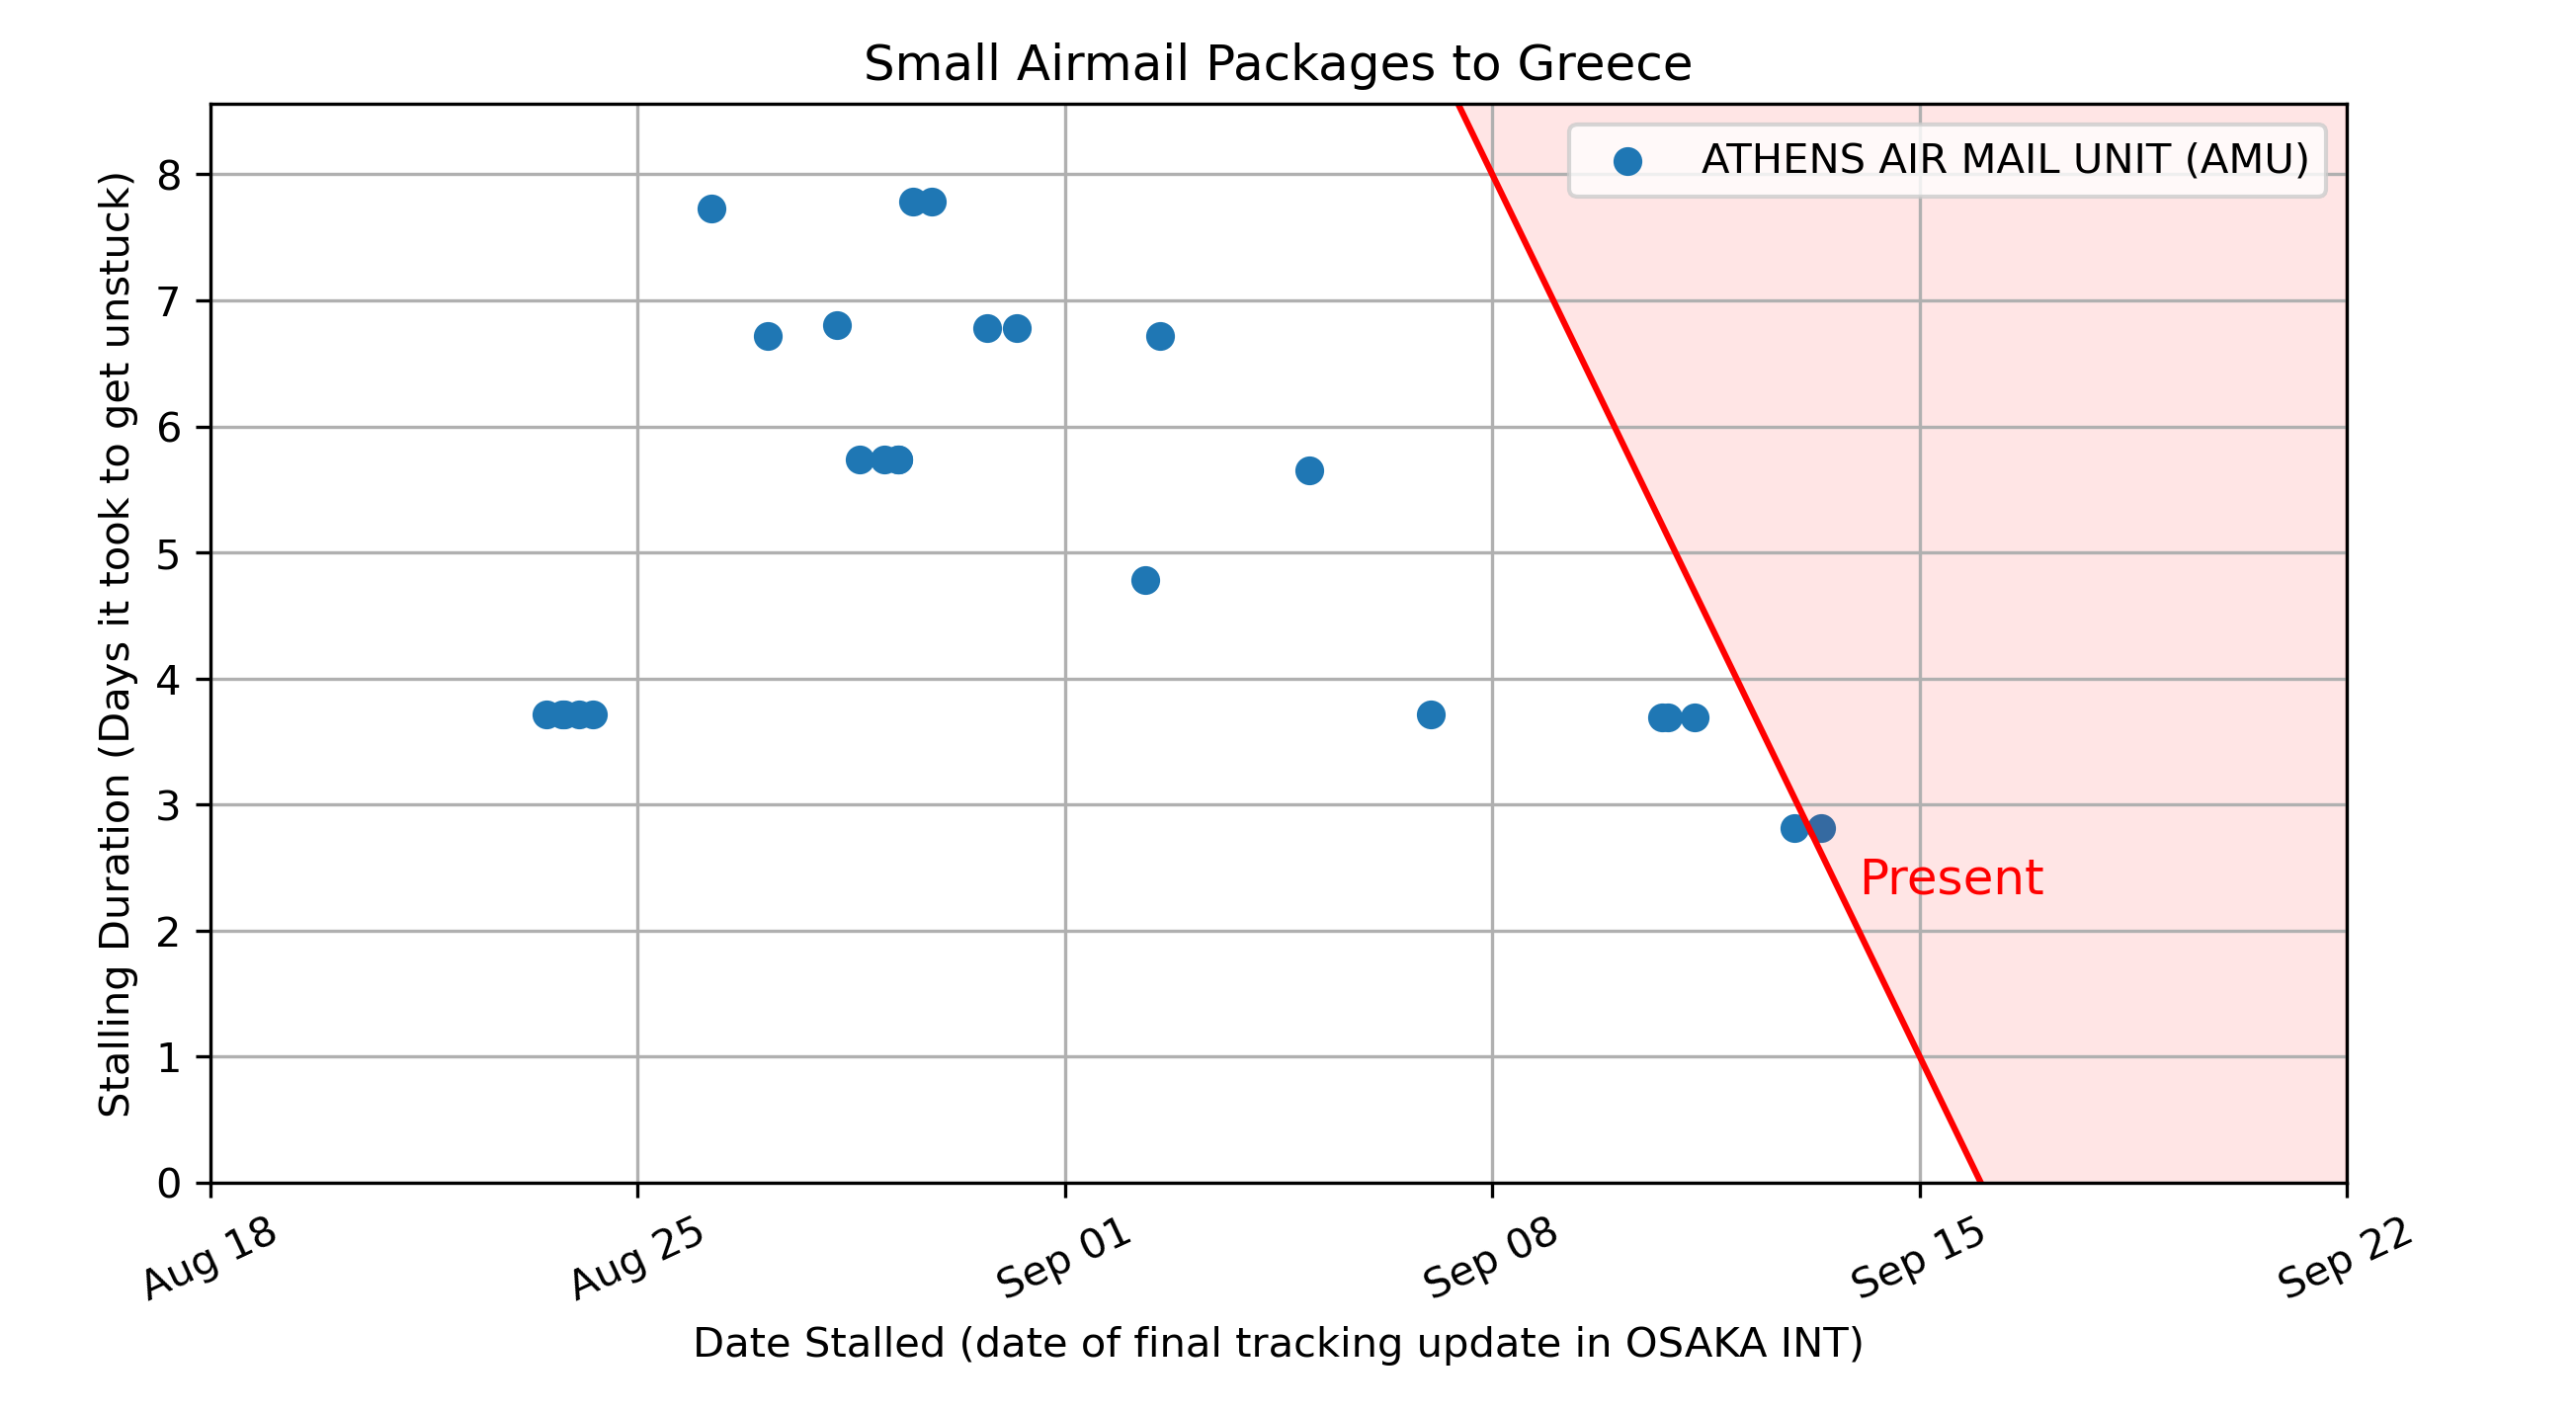 Small Airmail Packages to Greece
ATHENS AIR MAIL UNIT (AMU)
Stalling Duration (Days it took to get unstuck)
8
7
6
5
4
3
2
1
0
Present
Aug 18
Aug 25
Sep 01
Sep 08
Sep 15
Sep 22
Date Stalled (date of final tracking update in OSAKA INT)